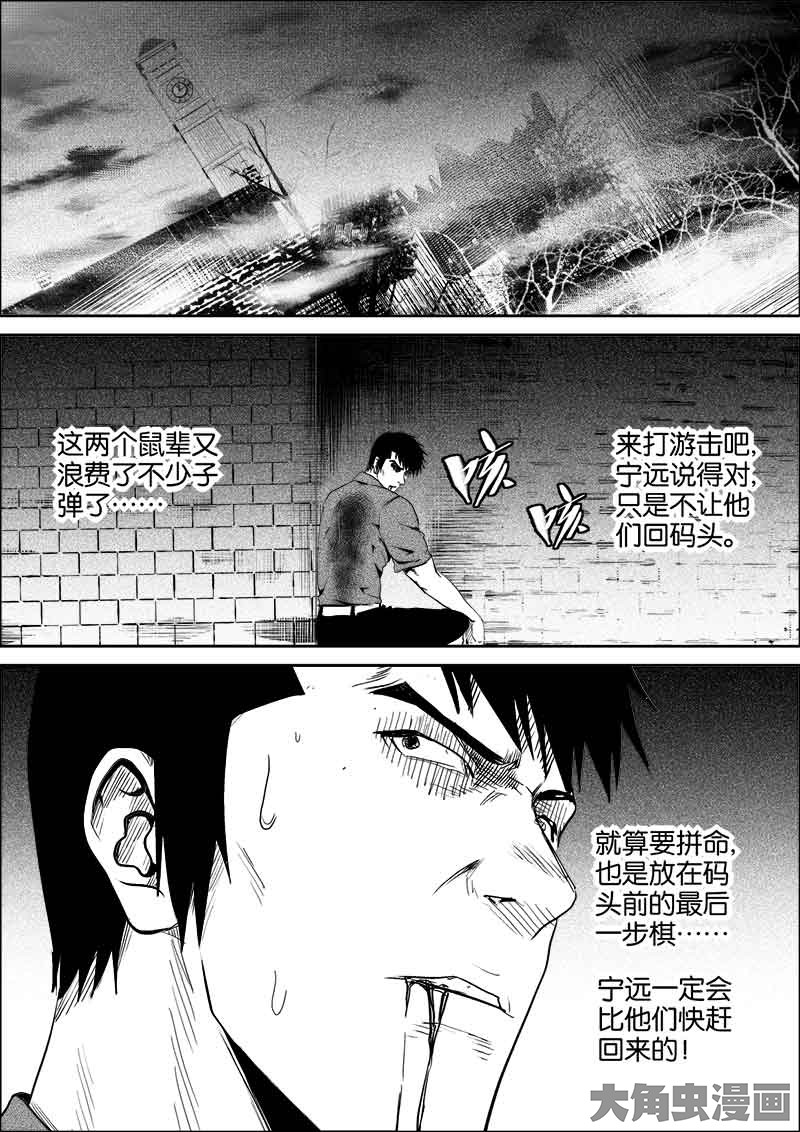 这两个鼠辈又
浪费了不少子
弹了……
咳
咳
来打游击吧，
宁远说得对，
只是不让他
们回码头。
就算要拼命，
也是放在码
头前的最后
一步棋……
宁远一定会
比他们快赶
回来的！
大角虫漫画